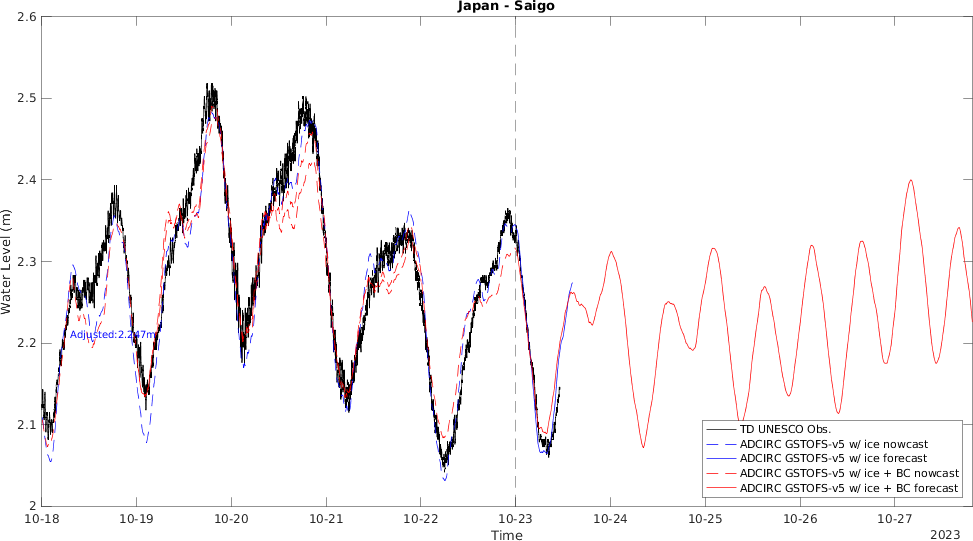 Japan - Saigo
2.6
2.5
2.4
2.3
2.2
2.1
2
Water Level (m)
Adjusted:2.247m
TD UNESCO Obs.
ADCIRC GSTOFS-v5 w/ ice nowcast
ADCIRC GSTOFS-v5 w/ ice forecast
ADCIRC GSTOFS-v5 w/ ice + BC nowcast
ADCIRC GSTOFS-v5 w/ ice + BC forecast
10-18 10-19 10-20 10-21 10-22 10-23 10-24 10-25 10-26 10-27
Time
2023